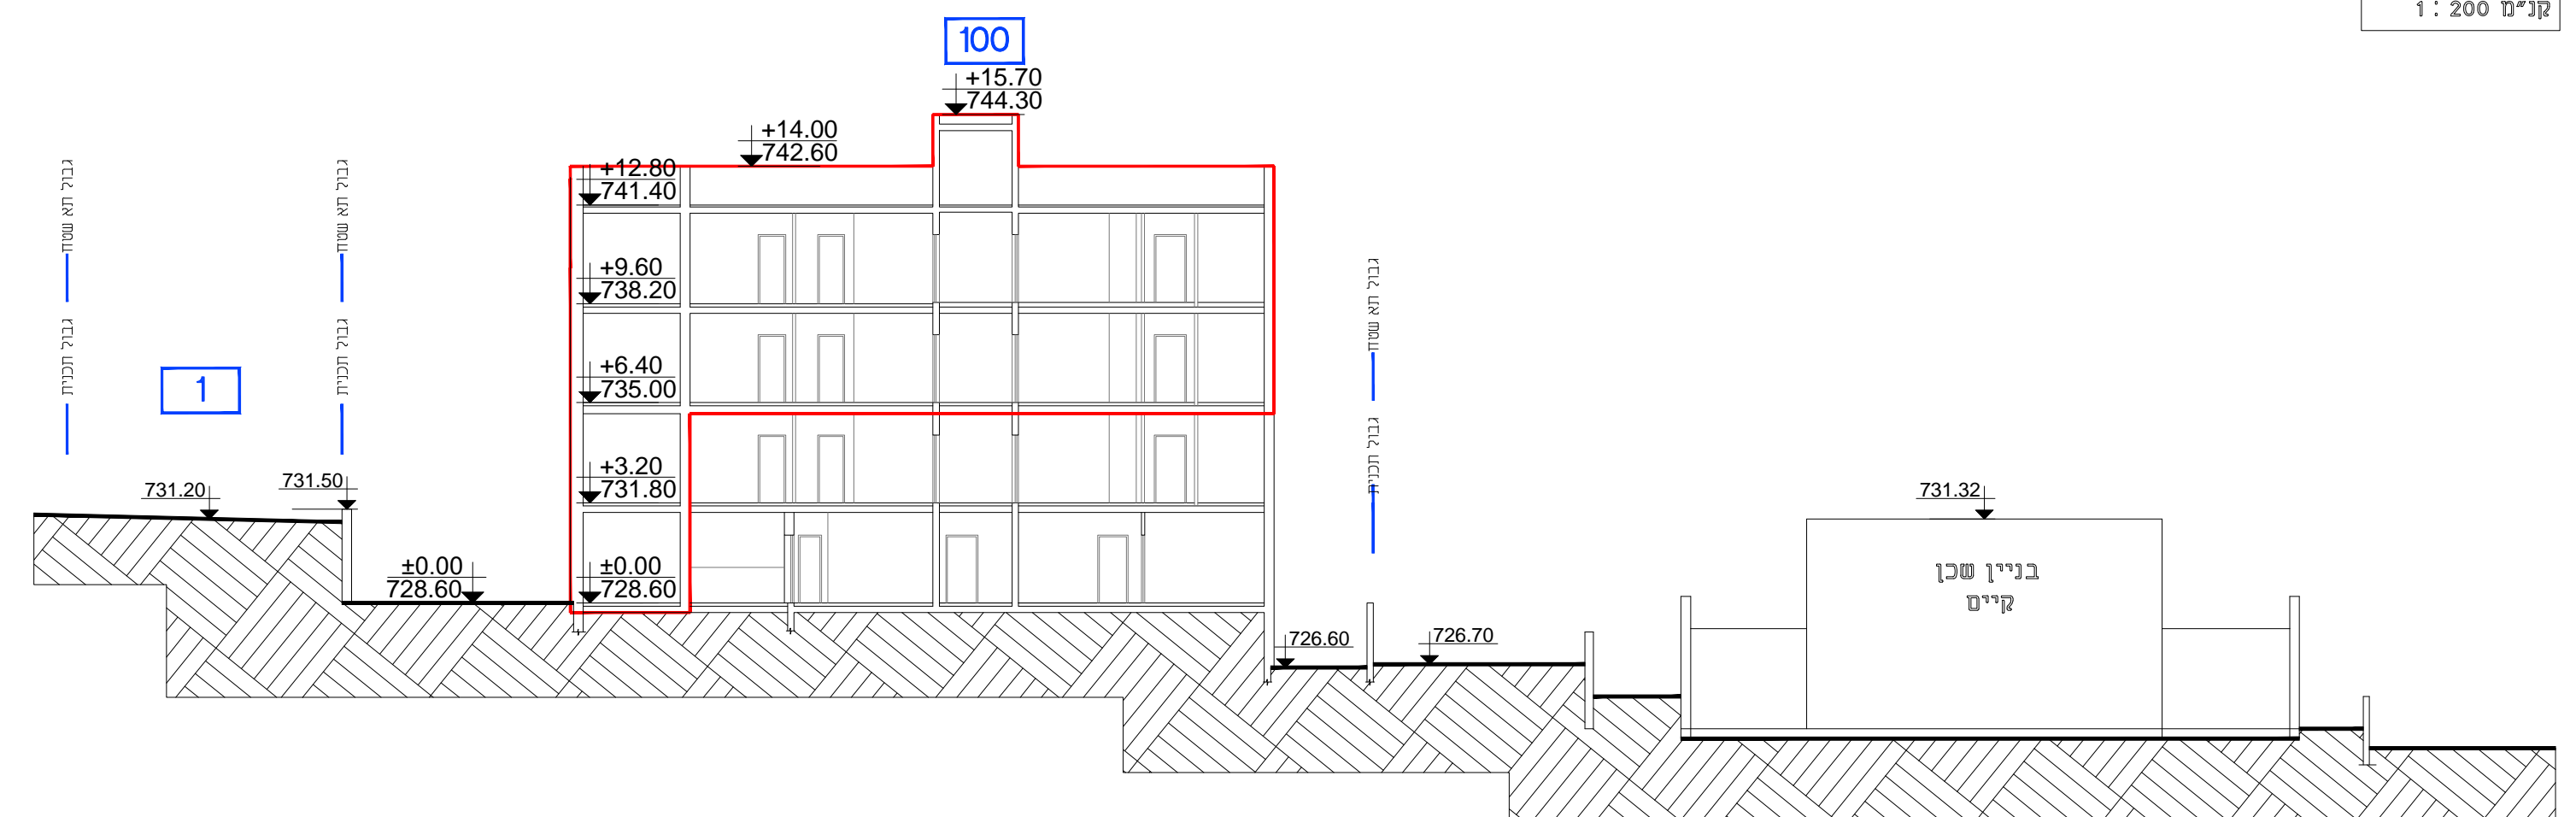 קנ"מ 200 : 1
100
+15.70
744.30
+14.00
742.60
+12.80
741.40
+9.60
738.20
+6.40
735.00
+3.20
731.80
±0.00
728.60
±0.00
728.60
גבול תא שטח
גבול תכנית
1
גבול תא שטח
גבול תכנית
731.20
731.50
גבול תא שטח
גבול תכנית
726.60
726.70
731.32
בניין שכן
קיים